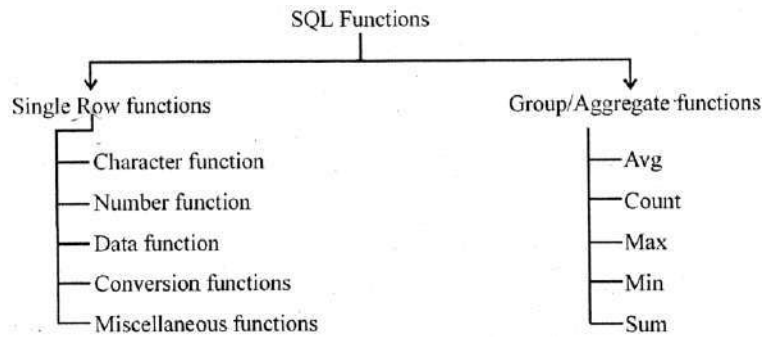 SQL Functions
Single Row functions
Character function
Number function
Data function
Conversion functions
Miscellaneous functions
Group/Aggregate functions
Avg
Count
Max
Min
Sum